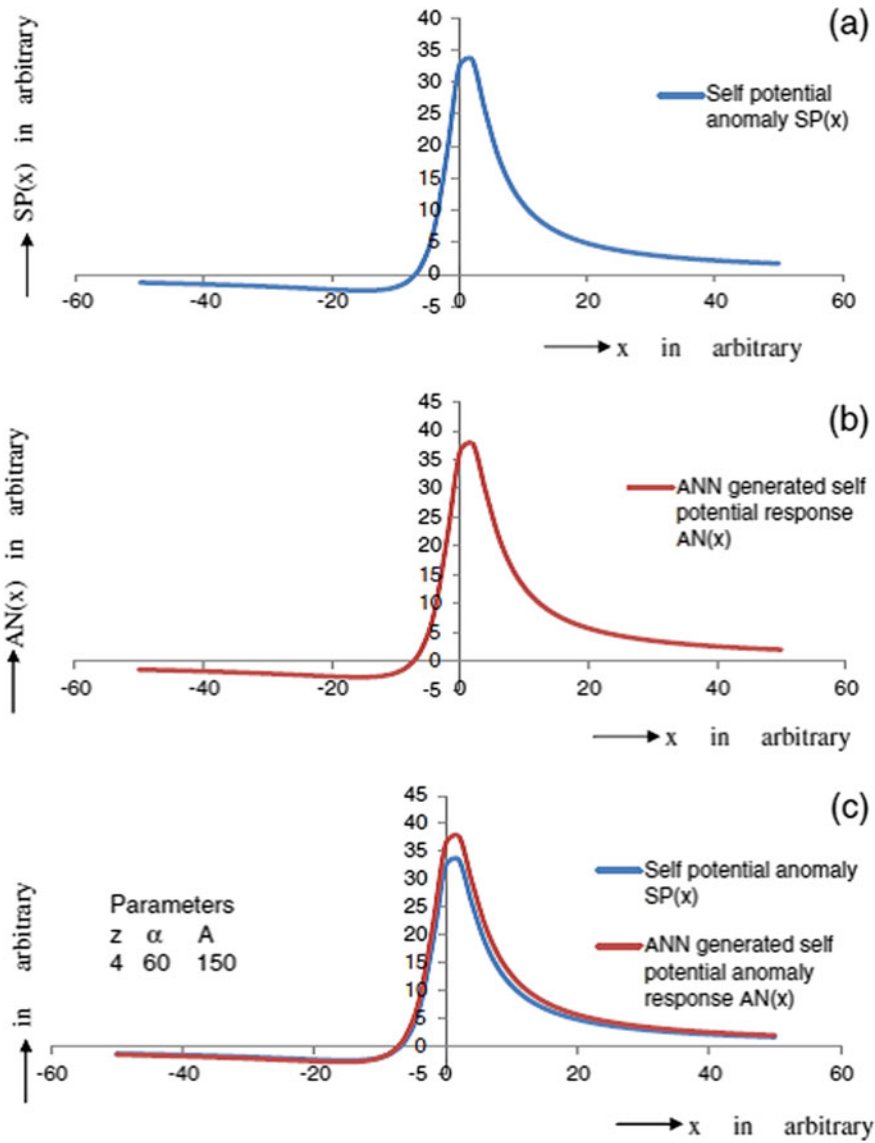 (a)
SP(x) in arbitrary
40
35
30
25
20
15
10
5
0
-5
-60 -40 -20 0 20 40 60
Self potential
anomaly SP(x)
x in arbitrary
(b)
AN(x) in arbitrary
45
40
35
30
25
20
15
10
5
0
-5
-60 -40 -20 0 20 40 60
ANN generated self
potential response
AN(x)
x in arbitrary
(c)
in arbitrary
45
40
35
30
25
20
15
10
5
0
-5
-60 -40 -20 0 20 40 60
Parameters
z α A
4 60 150
Self potential anomaly
SP(x)
ANN generated self
potential anomaly
response AN(x)
x in arbitrary